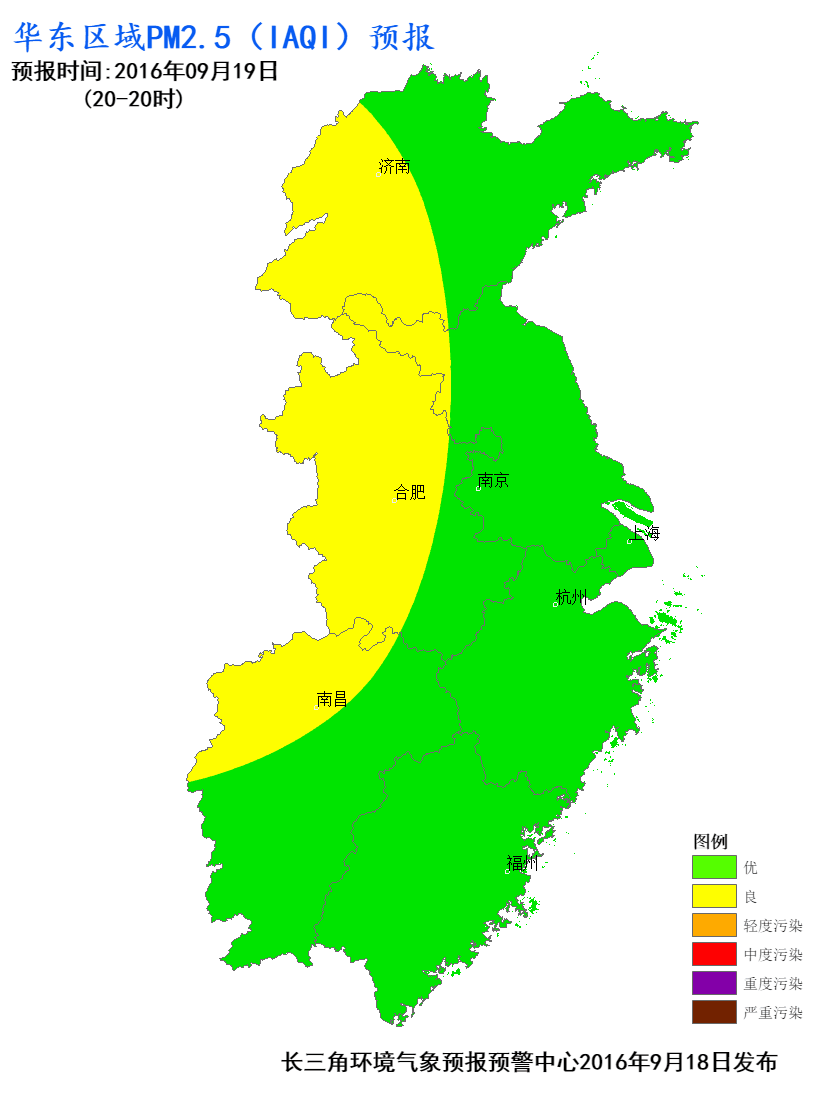 华东区域PM2.5（IAQI）预报
预报时间:2016年09月19日
(20-20时)
济南
合肥
南京
上海
杭州
南昌
福州
图例
优
良
轻度污染
中度污染
重度污染
严重污染
长三角环境气象预报预警中心2016年9月18日发布